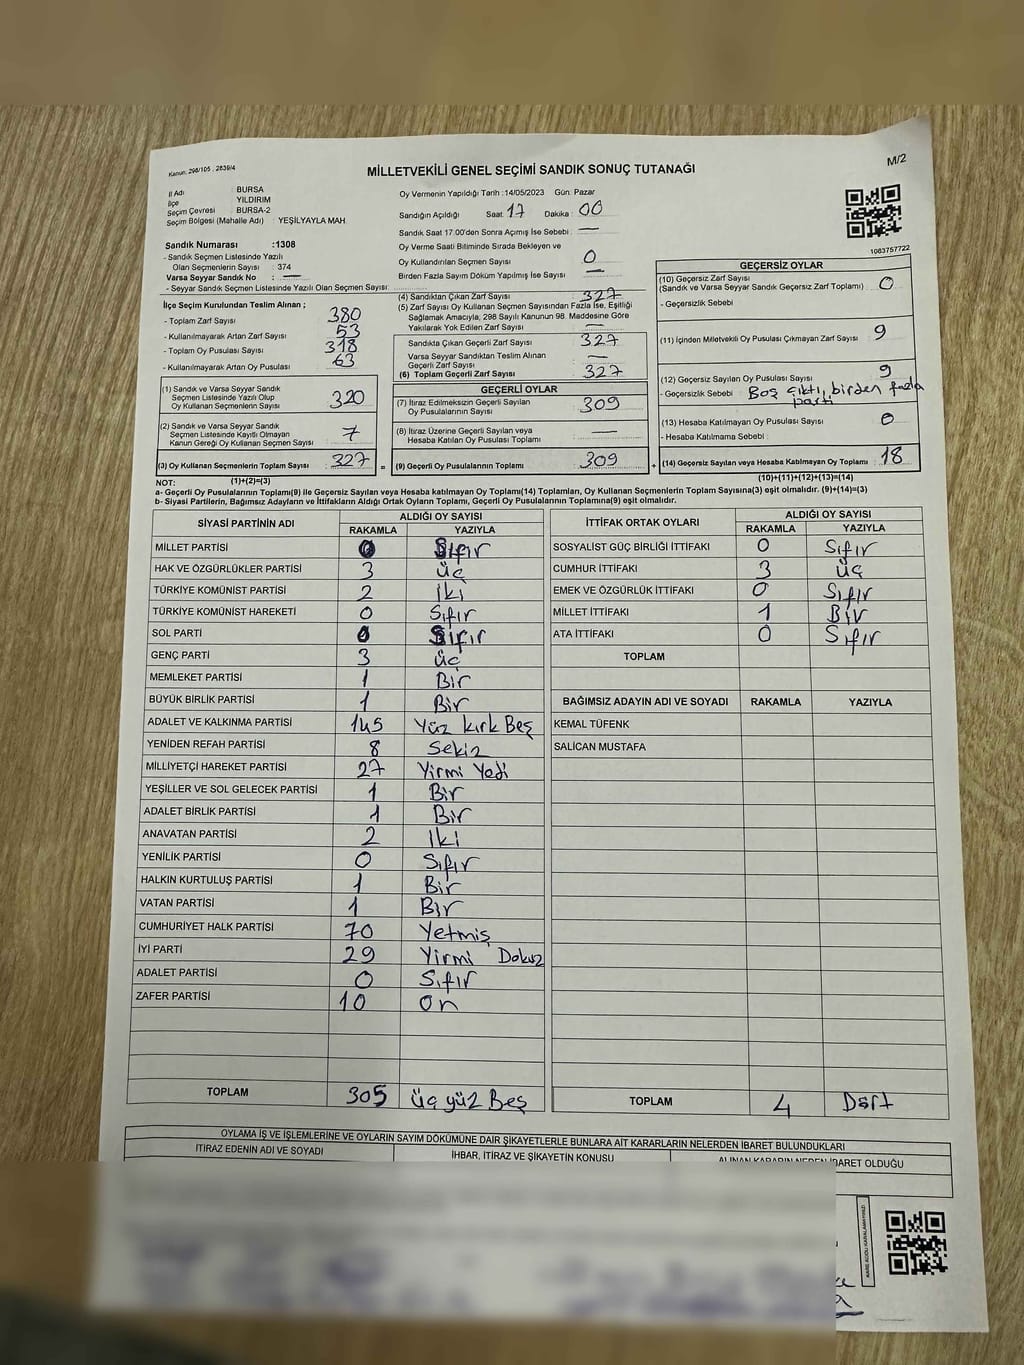 Kanun. 298/105 , 2839/4
MİLLETVEKİLİ GENEL SEÇİMİ SANDIK SONUÇ TUTANAĞI
M/2
İl Adı : BURSA
İlçe : YILDIRIM
Seçim Çevresi : BURSA-2
Seçim Bölgesi (Mahalle Adı) : YEŞİLYAYLA MAH.
Sandık Numarası :1308
- Sandık Seçmen Listesinde Yazılı
Olan Seçmenlerin Sayısı : 374
Varsa Seyyar Sandık No : —
- Seyyar Sandık Seçmen Listesinde Yazılı Olan Seçmen Sayısı:
İlçe Seçim Kurulundan Teslim Alınan ;
- Toplam Zarf Sayısı 380
- Kullanılmayarak Artan Zarf Sayısı 53
- Toplam Oy Pusulası Sayısı
- Kullanılmayarak Artan Oy Pusulası 63
(1) Sandık ve Varsa Seyyar Sandık
Seçmen Listesinde Yazılı Olup
Oy Kullanan Seçmenlerin Sayısı : 320
(2) Sandık ve Varsa Seyyar Sandık
Seçmen Listesinde Kayıtlı Olmayan
Kanun Gereği Oy Kullanan Seçmen Sayısı : 7
(3) Oy Kullanan Seçmenlerin Toplam Sayısı : 327 =
Oy Vermenin Yapıldığı Tarih :14/05/2023 Gün: Pazar
Sandığın Açıldığı Saat: 17 Dakika : 00
Sandık Saat 17.00'den Sonra Açımış İse Sebebi : —
Oy Verme Saati Bitiminde Sırada Bekleyen ve
Oy Kullandırılan Seçmen Sayısı : 0
Birden Fazla Sayım Döküm Yapılmış İse Sayısı : —
(4) Sandıktan Çıkan Zarf Sayısı : 327
(5) Zarf Sayısı Oy Kullanan Seçmen Sayısından Fazla İse, Eşitliği
Sağlamak Amacıyla, 298 Sayılı Kanunun 98. Maddesine Göre
Yakılarak Yok Edilen Zarf Sayısı : —
Sandıkta Çıkan Geçerli Zarf Sayısı : 327
Varsa Seyyar Sandıktan Teslim Alınan
Geçerli Zarf Sayısı : —
(6) Toplam Geçerli Zarf Sayısı : 327
GEÇERLİ OYLAR
(7) İtiraz Edilmeksizin Geçerli Sayılan
Oy Pusulalarının Sayısı : 309
(8) İtiraz Üzerine Geçerli Sayılan veya
Hesaba Katılan Oy Pusulası Toplamı : —
(9) Geçerli Oy Pusulalarının Toplamı : 309 +
1083757722
GEÇERSİZ OYLAR
(10) Geçersiz Zarf Sayısı
(Sandık ve Varsa Seyyar Sandık Geçersiz Zarf Toplamı) : 0
- Geçersizlik Sebebi
(11) İçinden Milletvekili Oy Pusulası Çıkmayan Zarf Sayısı : 9
(12) Geçersiz Sayılan Oy Pusulası Sayısı : 9
- Geçersizlik Sebebi : Boş çıktı, birden fazla
parti
(13) Hesaba Katılmayan Oy Pusulası Sayısı : 0
- Hesaba Katılmama Sebebi :
(14) Geçersiz Sayılan veya Hesaba Katılmayan Oy Toplamı : 18
NOT: (1)+(2)=(3) (10)+(11)+(12)+(13)=(14)
a- Geçerli Oy Pusulalarının Toplamı(9) ile Geçersiz Sayılan veya Hesaba katılmayan Oy Toplamı(14) Toplamları, Oy Kullanan Seçmenlerin Toplam Sayısına(3) eşit olmalıdır. (9)+(14)=(3)
b- Siyasi Partilerin, Bağımsız Adayların ve İttifakların Aldığı Ortak Oyların Toplamı, Geçerli Oy Pusulalarının Toplamına(9) eşit olmalıdır.
SİYASİ PARTİNİN ADI ALDIĞI OY SAYISI
RAKAMLA YAZIYLA
MİLLET PARTİSİ 0 Sıfır
HAK VE ÖZGÜRLÜKLER PARTİSİ 3 üç
TÜRKİYE KOMÜNİST PARTİSİ 2 iki
TÜRKİYE KOMÜNİST HAREKETİ 0 Sıfır
SOL PARTİ 0 Sıfır
GENÇ PARTİ 3 üç
MEMLEKET PARTİSİ 1 Bir
BÜYÜK BİRLİK PARTİSİ 1 Bir
ADALET VE KALKINMA PARTİSİ 145 Yüz kırk Beş
YENİDEN REFAH PARTİSİ 8 Sekiz
MİLLİYETÇİ HAREKET PARTİSİ 27 Yirmi Yedi
YEŞİLLER VE SOL GELECEK PARTİSİ 1 Bir
ADALET BİRLİK PARTİSİ 1 Bir
ANAVATAN PARTİSİ 2 iki
YENİLİK PARTİSİ 0 Sıfır
HALKIN KURTULUŞ PARTİSİ 1 Bir
VATAN PARTİSİ 1 Bir
CUMHURİYET HALK PARTİSİ 70 Yetmiş
İYİ PARTİ 29 Yirmi Dokuz
ADALET PARTİSİ 0 Sıfır
ZAFER PARTİSİ 10 on
TOPLAM 305 üç yüz Beş
İTTİFAK ORTAK OYLARI ALDIĞI OY SAYISI
RAKAMLA YAZIYLA
SOSYALİST GÜÇ BİRLİĞİ İTTİFAKI 0 Sıfır
CUMHUR İTTİFAKI 3 üç
EMEK VE ÖZGÜRLÜK İTTİFAKI 0 Sıfır
MİLLET İTTİFAKI 1 Bir
ATA İTTİFAKI 0 Sıfır
TOPLAM
BAĞIMSIZ ADAYIN ADI VE SOYADI RAKAMLA YAZIYLA
KEMAL TÜFENK
SALİCAN MUSTAFA
TOPLAM 4 Dört
OYLAMA İŞ VE İŞLEMLERİNE VE OYLARIN SAYIM DÖKÜMÜNE DAİR ŞİKAYETLERLE BUNLARA AİT KARARLARIN NELERDEN İBARET BULUNDUKLARI
İTİRAZ EDENİN ADI VE SOYADI İHBAR, İTİRAZ VE ŞİKAYETİN KONUSU ALINAN KARARIN NEDEN İBARET OLDUĞU